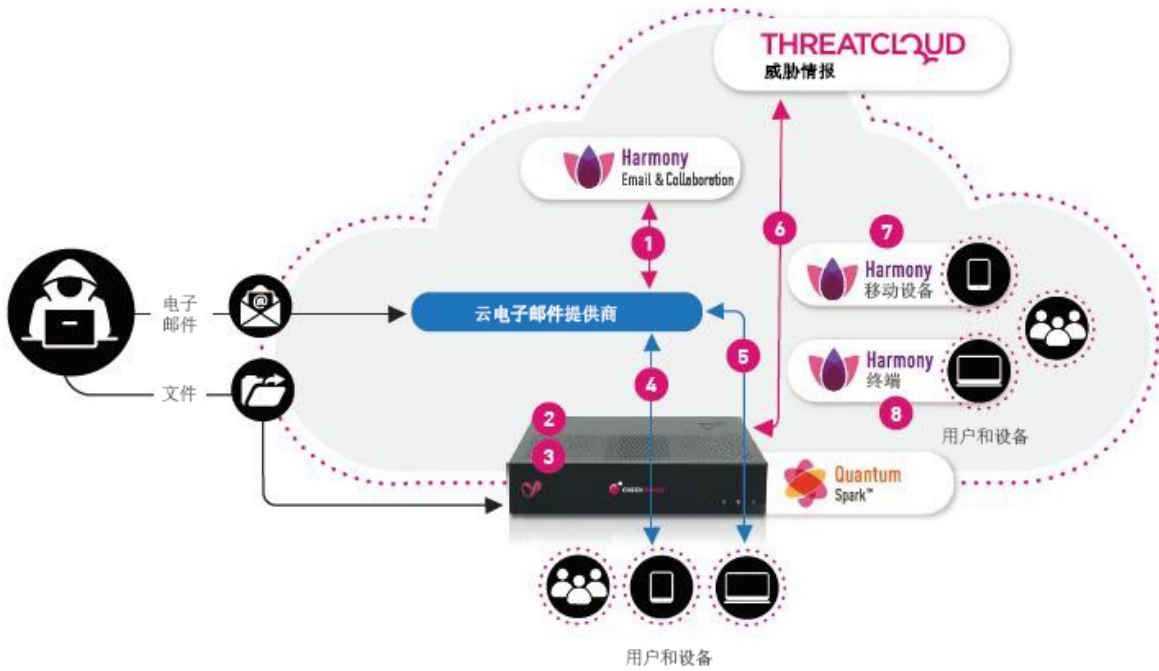 THREATCLOUD
威胁情报
Harmony
Email & Collaboration
1
6
7
Harmony
移动设备
电子
邮件
云电子邮件提供商
5
Harmony
终端
4
文件
8
2
3
用户和设备
CHECK POINT
Quantum
Spark™
用户和设备